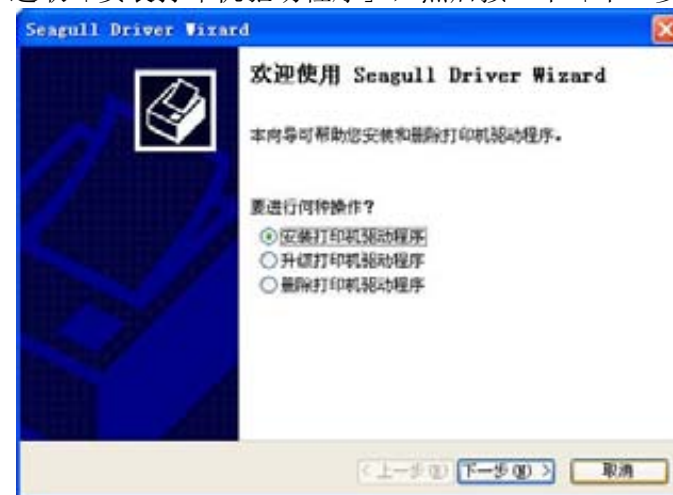 Seagull Driver Wizard
欢迎使用 Seagull Driver Wizard
本向导可帮助您安装和删除打印机驱动程序。
要进行何种操作?
安装打印机驱动程序
升级打印机驱动程序
删除打印机驱动程序
<上一步(B) 下一步(N) > 取消